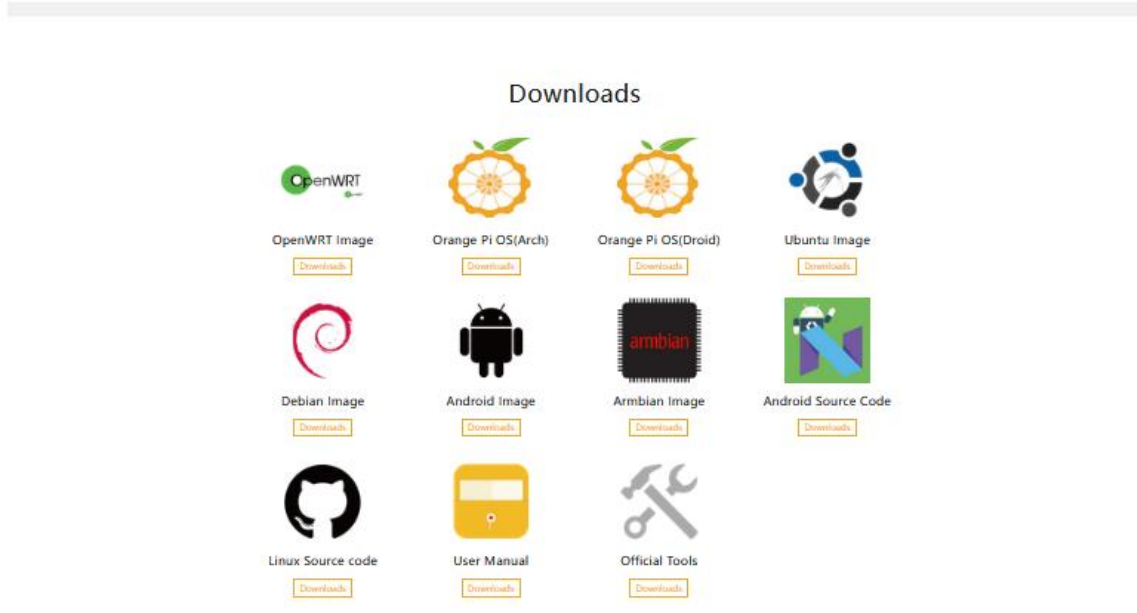 Downloads
OpenWRT
OpenWRT Image
Orange Pi OS(Arch)
Orange Pi OS(Droid)
Ubuntu Image
Downloads
Downloads
Downloads
Downloads
armbian
Debian Image
Android Image
Armbian Image
Android Source Code
Downloads
Downloads
Downloads
Downloads
Linux Source code
User Manual
Official Tools
Downloads
Downloads
Downloads